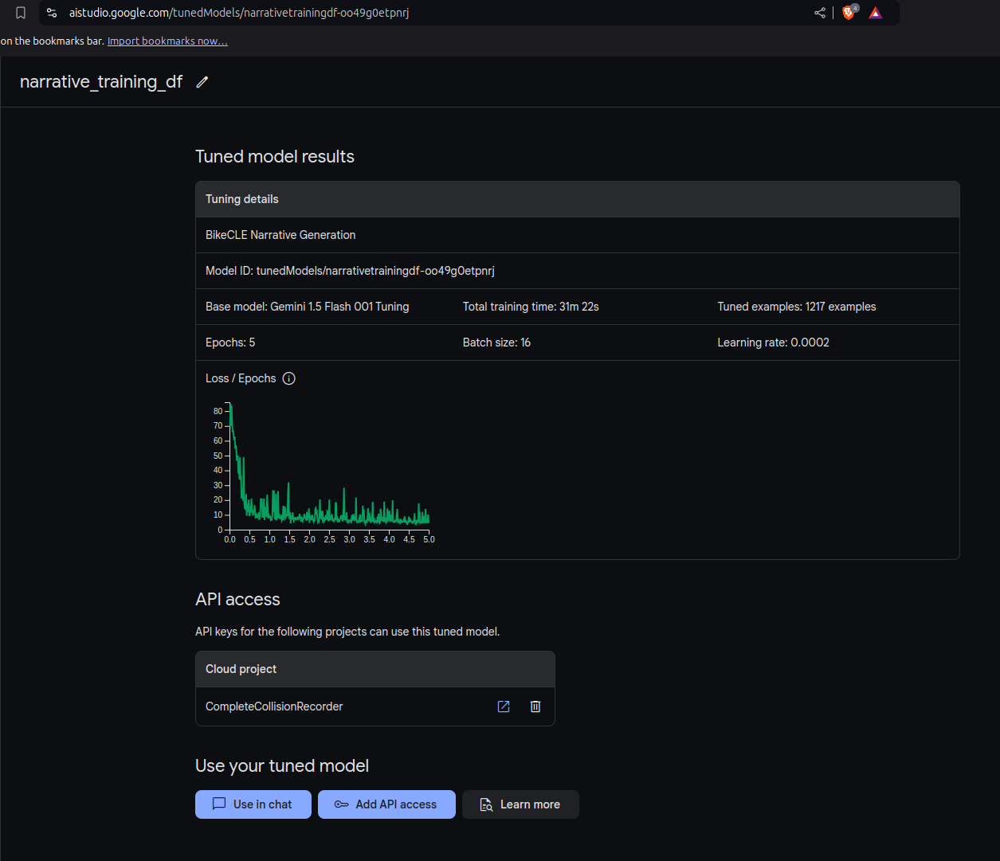 aistudio.google.com/tunedModels/narrativetrainingdf-oo49g0etpnrj
4
on the bookmarks bar. Import bookmarks now...
narrative_training_df
Tuned model results
Tuning details
BikeCLE Narrative Generation
Model ID: tunedModels/narrativetrainingdf-oo49g0etpnrj
Base model: Gemini 1.5 Flash 001 Tuning Total training time: 31m 22s Tuned examples: 1217 examples
Epochs: 5 Batch size: 16 Learning rate: 0.0002
Loss / Epochs
80
70
60
50
40
30
20
10
0
0.0 0.5 1.0 1.5 2.0 2.5 3.0 3.5 4.0 4.5 5.0
API access
API keys for the following projects can use this tuned model.
Cloud project
CompleteCollisionRecorder
Use your tuned model
Use in chat Add API access Learn more